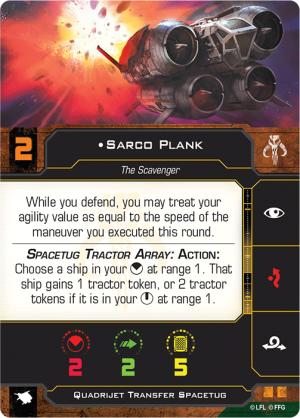 •Sarco Plank
2
The Scavenger
While you defend, you may treat your
agility value as equal to the speed of the
maneuver you executed this round.
Spacetug Tractor Array: Action:
Choose a ship in your at range 1. That
ship gains 1 tractor token, or 2 tractor
tokens if it is in your at range 1.
2 2 5
Quadrijet Transfer Spacetug
© LFL © FFG